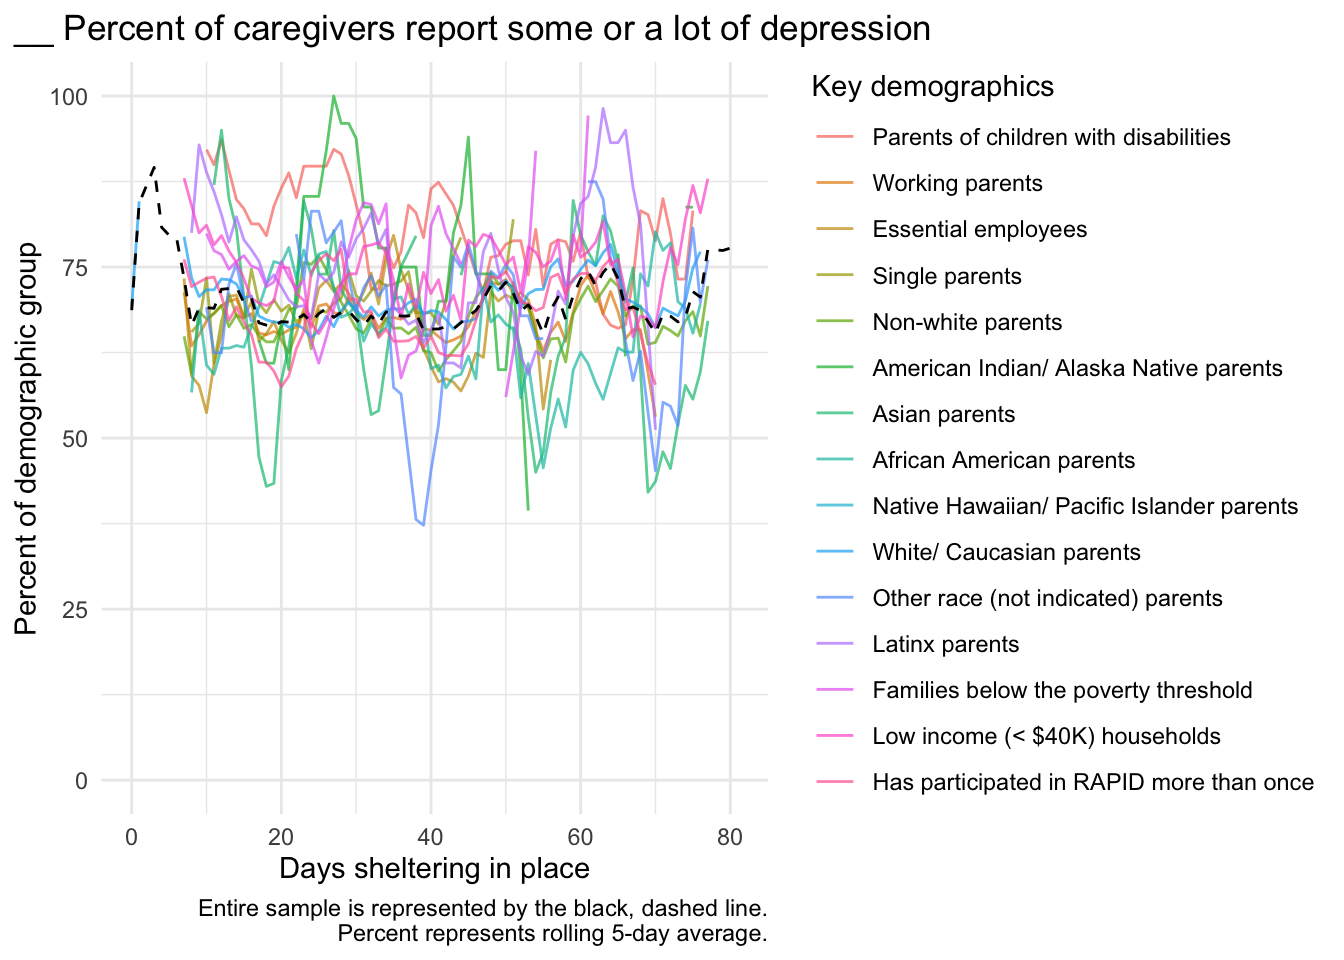 __ Percent of caregivers report some or a lot of depression
Percent of demographic group
100
75
50
25
0
0 20 40 60 80
Days sheltering in place
Entire sample is represented by the black, dashed line.
Percent represents rolling 5-day average.
Key demographics
Parents of children with disabilities
Working parents
Essential employees
Single parents
Non-white parents
American Indian/ Alaska Native parents
Asian parents
African American parents
Native Hawaiian/ Pacific Islander parents
White/ Caucasian parents
Other race (not indicated) parents
Latinx parents
Families below the poverty threshold
Low income (< $40K) households
Has participated in RAPID more than once